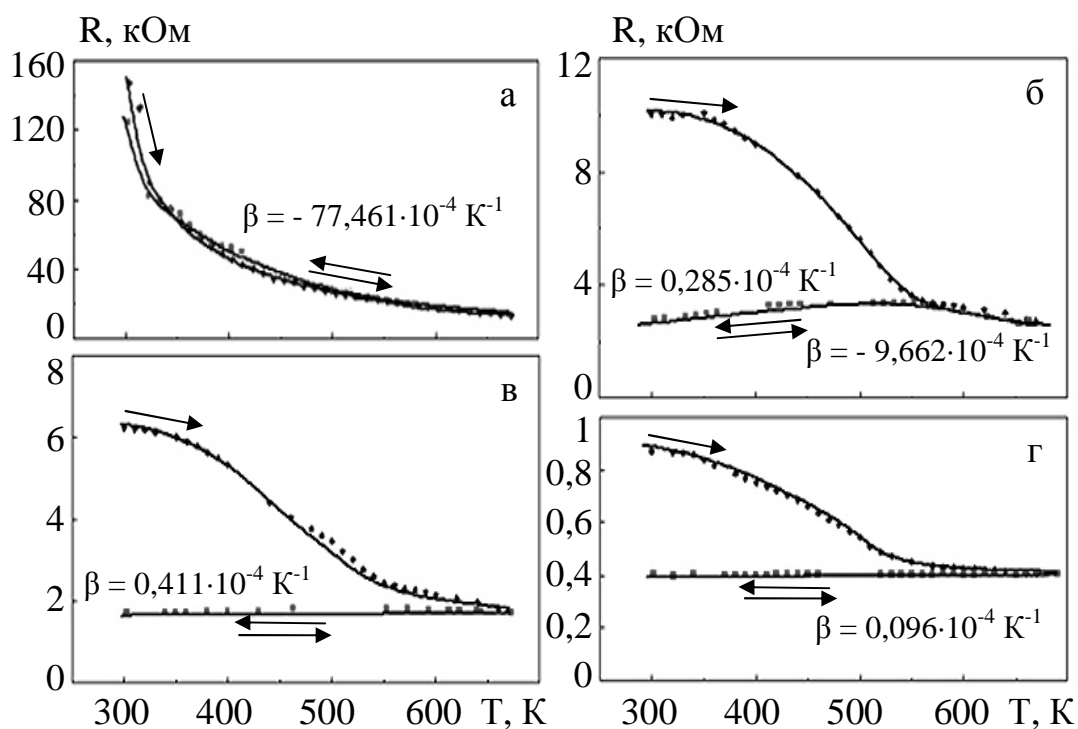 R, кОм
160
120
80
40
0
а
β = - 77,461·10⁻⁴ К⁻¹
R, кОм
12
8
4
0
б
β = 0,285·10⁻⁴ К⁻¹
β = - 9,662·10⁻⁴ К⁻¹
8
6
4
2
0
в
β = 0,411·10⁻⁴ К⁻¹
300 400 500 600 Т, К
1
0,8
0,6
0,4
0,2
0
г
β = 0,096·10⁻⁴ К⁻¹
300 400 500 600 Т, К